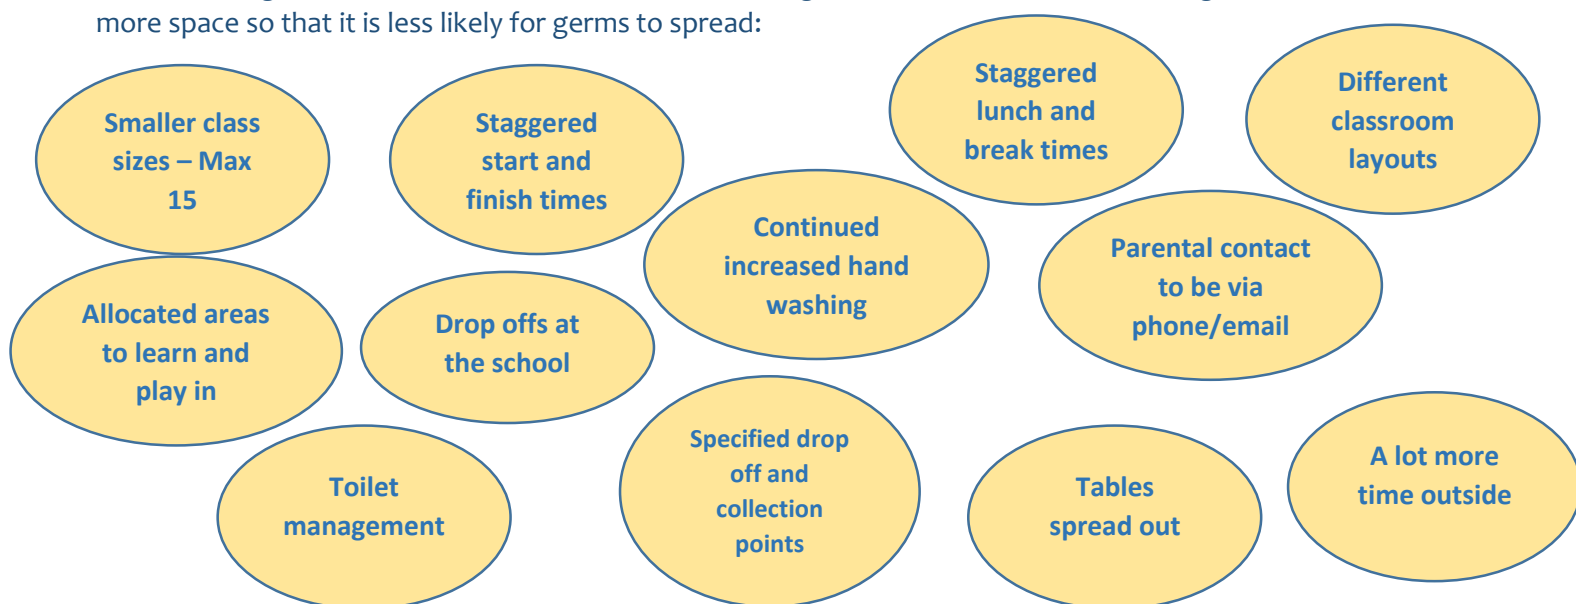 more space so that it is less likely for germs to spread:
Smaller class
sizes – Max
15
Staggered
start and
finish times
Staggered
lunch and
break times
Different
classroom
layouts
Continued
increased hand
washing
Parental contact
to be via
phone/email
Allocated areas
to learn and
play in
Drop offs at
the school
Toilet
management
Specified drop
off and
collection
points
Tables
spread out
A lot more
time outside